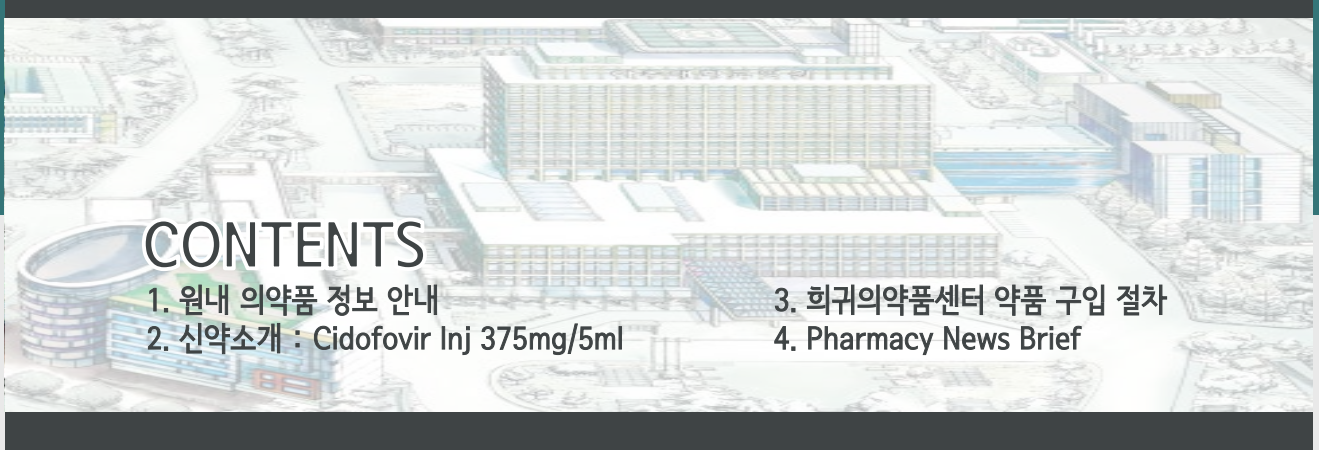 CONTENTS
1. 원내 의약품 정보 안내
2. 신약소개 : Cidofovir Inj 375mg/5ml
3. 희귀의약품센터 약품 구입 절차
4. Pharmacy News Brief